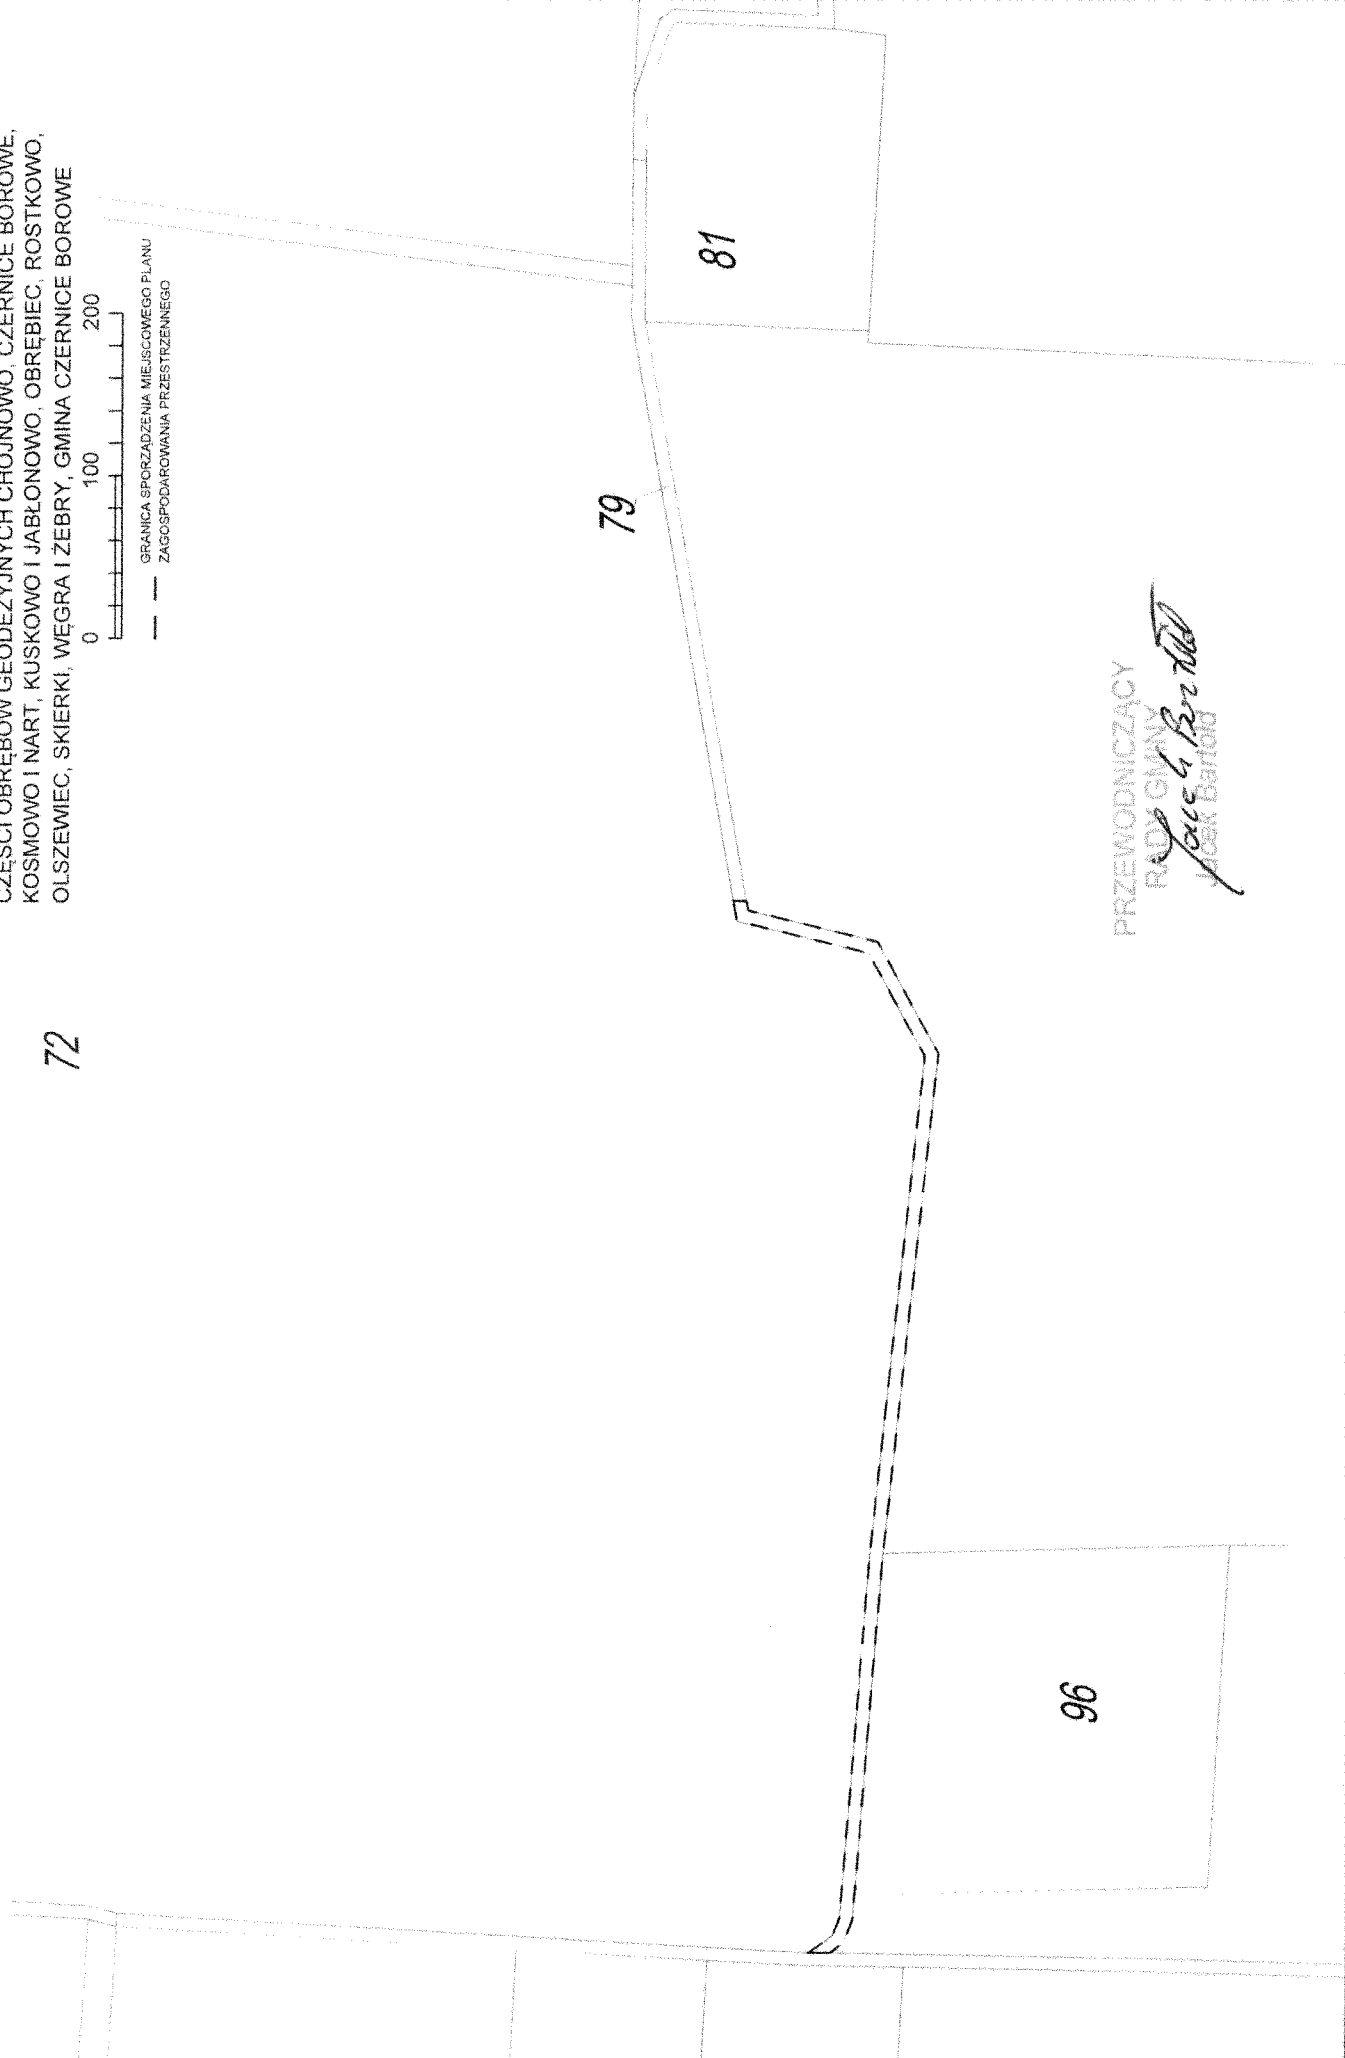 CZĘŚCI OBRĘBÓW GEODEZYJNYCH CHOJNOWO, CZERNICE BOROWE,
KOSMOWO I NART, KUSKOWO I JABŁONOWO, OBRĘBIEC, ROSTKOWO,
OLSZEWIEC, SKIERKI, WĘGRA I ŻEBRY, GMINA CZERNICE BOROWE
0 100 200
GRANICA SPORZĄDZENIA MIEJSCOWEGO PLANU
ZAGOSPODAROWANIA PRZESTRZENNEGO
72
79
81
96
PRZEWODNICZĄCY
RADY GMINY
Jacek Bartold